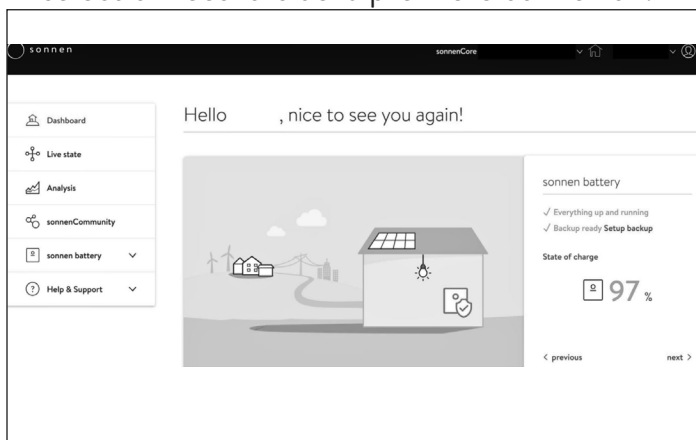 sonnen
sonnenCore
Dashboard
Live state
Analysis
sonnenCommunity
sonnen battery
Help & Support
Hello , nice to see you again!
sonnen battery
✓ Everything up and running
✓ Backup ready Setup backup
State of charge
97 %
< previous next >